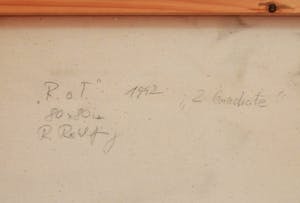 „R. o T." 1992 „2 Quadrate"
80x80